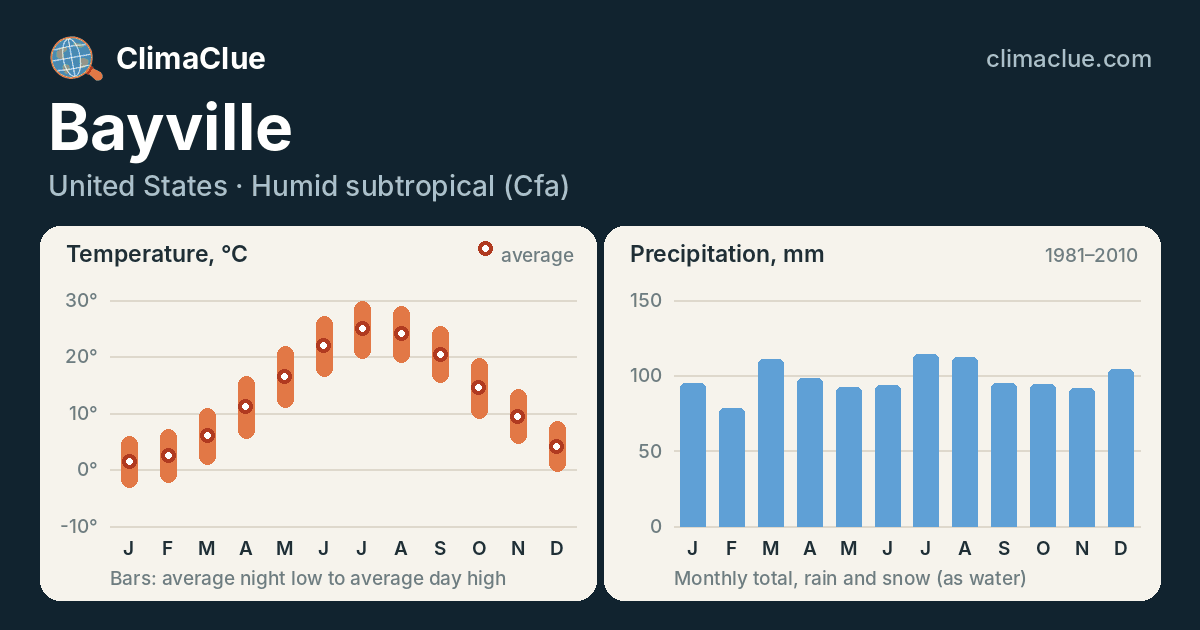 ClimaClue
climaclue.com
Bayville
United States · Humid subtropical (Cfa)
Temperature, °C
average
30°
20°
10°
0°
-10°
J F M A M J J A S O N D
Bars: average night low to average day high
Precipitation, mm
1981–2010
150
100
50
0
J F M A M J J A S O N D
Monthly total, rain and snow (as water)